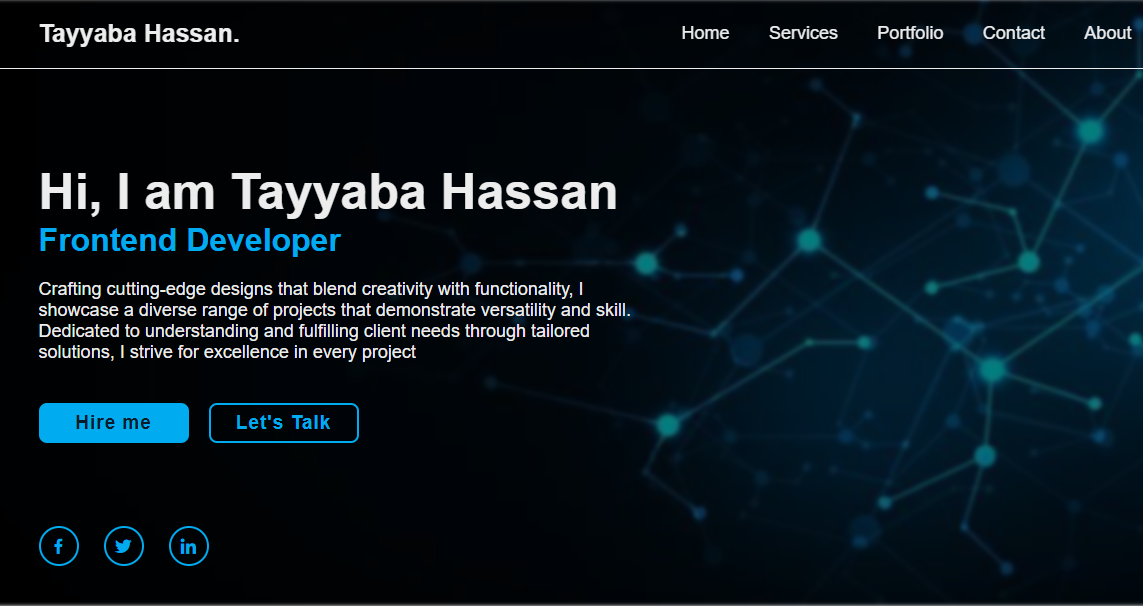 Tayyaba Hassan.
Home Services Portfolio Contact About
Hi, I am Tayyaba Hassan
Frontend Developer
Crafting cutting-edge designs that blend creativity with functionality, I
showcase a diverse range of projects that demonstrate versatility and skill.
Dedicated to understanding and fulfilling client needs through tailored
solutions, I strive for excellence in every project
Hire me
Let's Talk